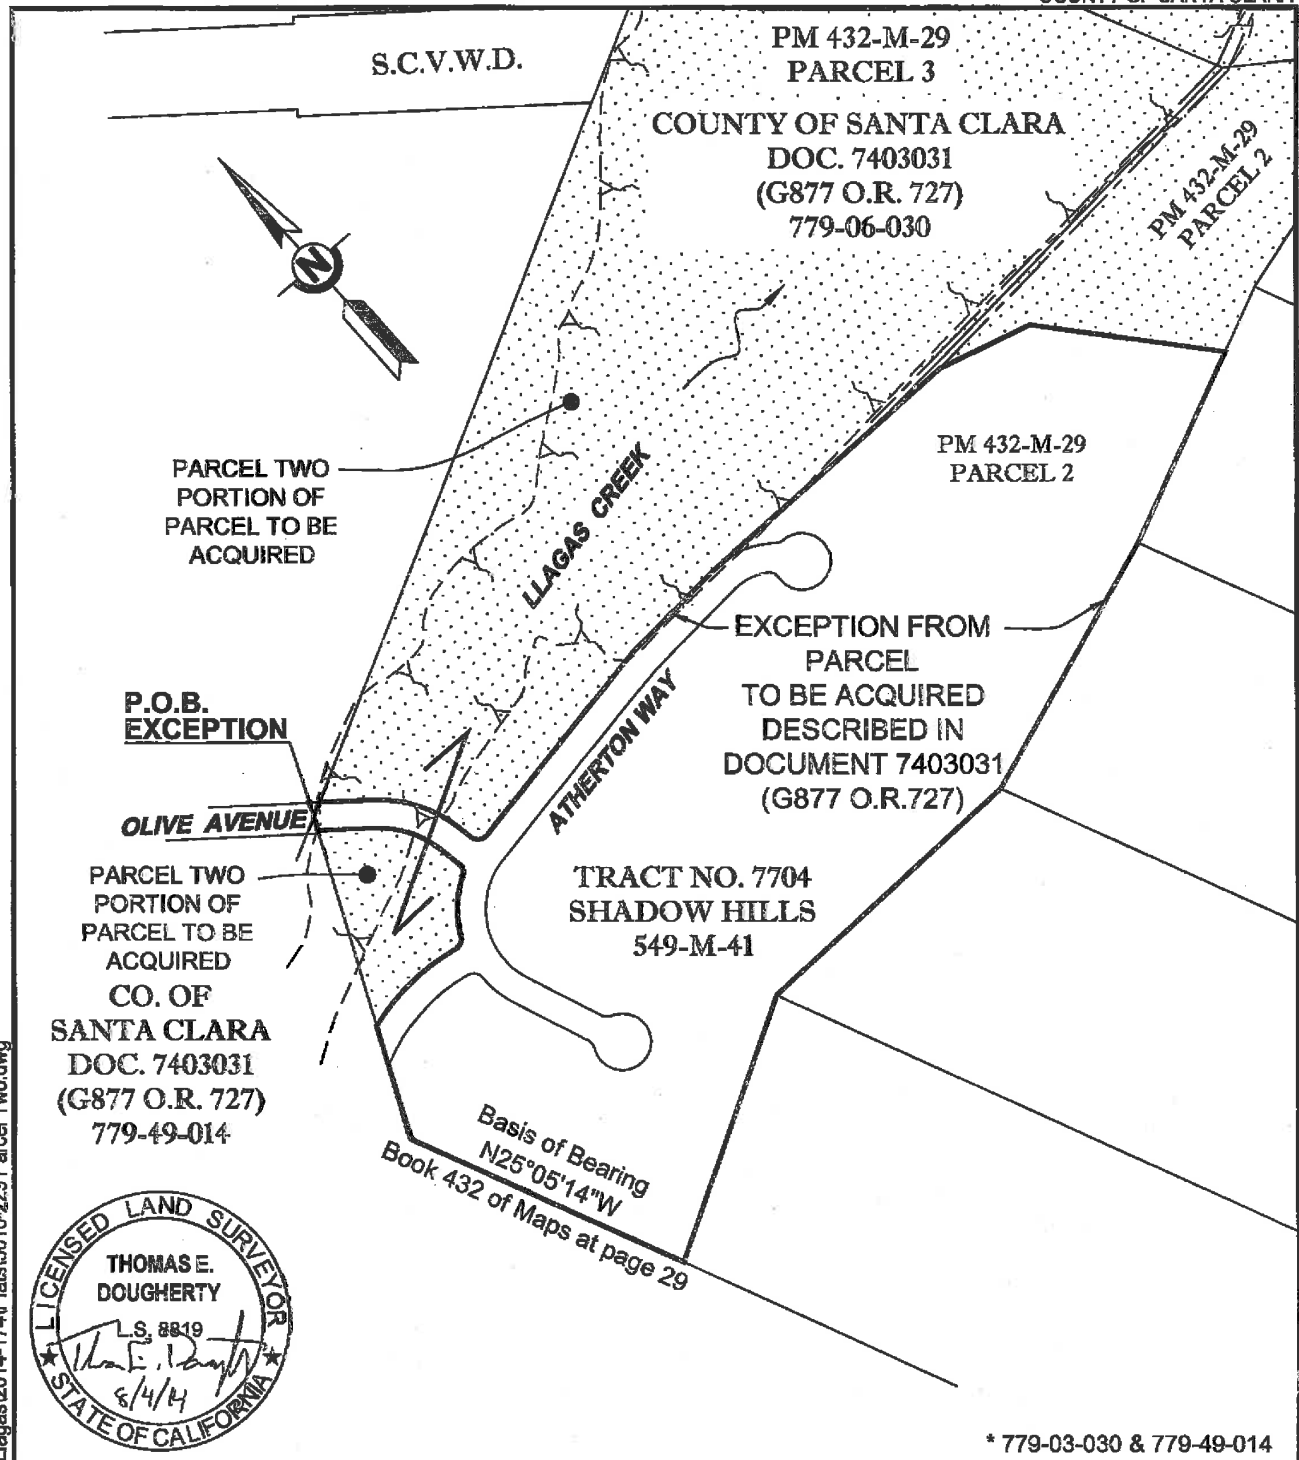 S.C.V.W.D.
PM 432-M-29
PARCEL 3
COUNTY OF SANTA CLARA
DOC. 7403031
(G877 O.R. 727)
779-06-030
PM 432-M-29
PARCEL 2
N
PARCEL TWO
PORTION OF
PARCEL TO BE
ACQUIRED
LLAGAS CREEK
PM 432-M-29
PARCEL 2
EXCEPTION FROM
PARCEL
TO BE ACQUIRED
DESCRIBED IN
DOCUMENT 7403031
(G877 O.R.727)
P.O.B.
EXCEPTION
ATHERTON WAY
OLIVE AVENUE
PARCEL TWO
PORTION OF
PARCEL TO BE
ACQUIRED
CO. OF
SANTA CLARA
DOC. 7403031
(G877 O.R. 727)
779-49-014
TRACT NO. 7704
SHADOW HILLS
549-M-41
Basis of Bearing
N25°05'14"W
Book 432 of Maps at page 29
LICENSED LAND SURVEYOR
THOMAS E.
DOUGHERTY
L.S. 8819
8/4/14
STATE OF CALIFORNIA
* 779-03-030 & 779-49-014